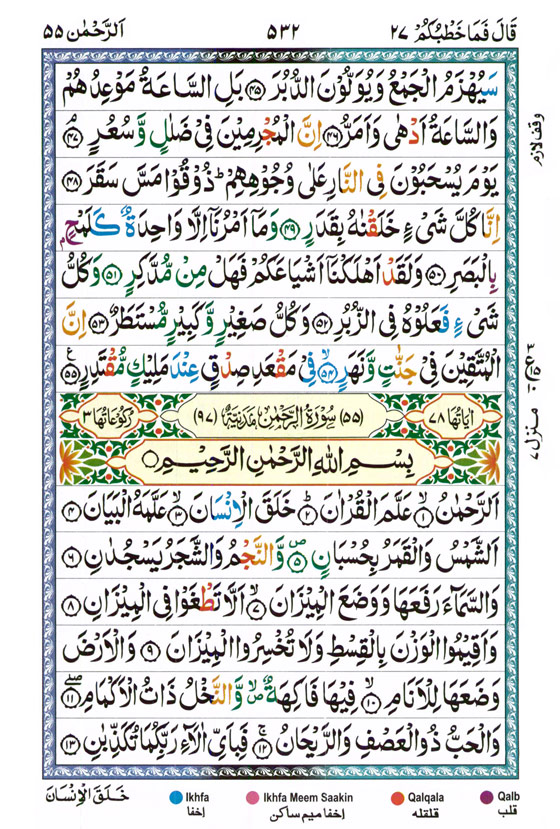 قَالَ فَمَا خَطْبُكُمْ ٢٧ ٥٣٢ اَلرَّحْمٰن ٥٥
سَيُهْزَمُ الْجَمْعُ وَيُوَلُّوْنَ الدُّبُرَ ﴿٤٥﴾ بَلِ السَّاعَةُ مَوْعِدُهُمْ
وَالسَّاعَةُ اَدْهٰى وَاَمَرُّ ﴿٤٦﴾ اِنَّ الْمُجْرِمِيْنَ فِيْ ضَلٰلٍ وَّسُعُرٍ ﴿٤٧﴾
يَوْمَ يُسْحَبُوْنَ فِى النَّارِ عَلٰى وُجُوْهِهِمْ ؕ ذُوْقُوْا مَسَّ سَقَرَ ﴿٤٨﴾
اِنَّا كُلَّ شَىْءٍ خَلَقْنٰهُ بِقَدَرٍ ﴿٤٩﴾ وَمَاۤ اَمْرُنَاۤ اِلَّا وَاحِدَةٌ كَلَمْحٍۭ
بِالْبَصَرِ ﴿٥٠﴾ وَلَقَدْ اَهْلَكْنَاۤ اَشْيَاعَكُمْ فَهَلْ مِنْ مُّدَّكِرٍ ﴿٥١﴾ وَكُلُّ
شَىْءٍ فَعَلُوْهُ فِى الزُّبُرِ ﴿٥٢﴾ وَكُلُّ صَغِيْرٍ وَّكَبِيْرٍ مُّسْتَطَرٌ ﴿٥٣﴾ اِنَّ
الْمُتَّقِيْنَ فِيْ جَنّٰتٍ وَّنَهَرٍ ۙ﴿٥٤﴾ فِيْ مَقْعَدِ صِدْقٍ عِنْدَ مَلِيْكٍ مُّقْتَدِرٍ ﴿٥٥﴾
اٰيَاتُهَا ٧٨ (٥٥) سُوْرَةُ الرَّحْمٰنِ مَدَنِيَّةٌ (٩٧) رُكُوْعَاتُهَا ٣
بِسْمِ اللّٰهِ الرَّحْمٰنِ الرَّحِيْمِ
اَلرَّحْمٰنُ ۙ﴿١﴾ عَلَّمَ الْقُرْاٰنَ ؕ﴿٢﴾ خَلَقَ الْاِنْسَانَ ۙ﴿٣﴾ عَلَّمَهُ الْبَيَانَ ﴿٤﴾
اَلشَّمْسُ وَالْقَمَرُ بِحُسْبَانٍ ۪﴿٥﴾ وَّالنَّجْمُ وَالشَّجَرُ يَسْجُدٰنِ ﴿٦﴾
وَالسَّمَآءَ رَفَعَهَا وَوَضَعَ الْمِيْزَانَ ۙ﴿٧﴾ اَلَّا تَطْغَوْا فِى الْمِيْزَانِ ﴿٨﴾
وَاَقِيْمُوا الْوَزْنَ بِالْقِسْطِ وَلَا تُخْسِرُوا الْمِيْزَانَ ﴿٩﴾ وَالْاَرْضَ
وَضَعَهَا لِلْاَنَامِ ۙ﴿١٠﴾ فِيْهَا فَاكِهَةٌ ۪ۙ وَّالنَّخْلُ ذَاتُ الْاَكْمَامِ ۖ﴿١١﴾
وَالْحَبُّ ذُو الْعَصْفِ وَالرَّيْحَانُ ۚ﴿١٢﴾ فَبِاَىِّ اٰلَآءِ رَبِّكُمَا تُكَذِّبٰنِ ﴿١٣﴾
وقف لازم
منزل ٧
خَلَقَ الْاِنْسَانَ
Ikhfa Ikhfa Meem Saakin Qalqala Qalb
اخفا اخفا میم ساکن قلقله قلب